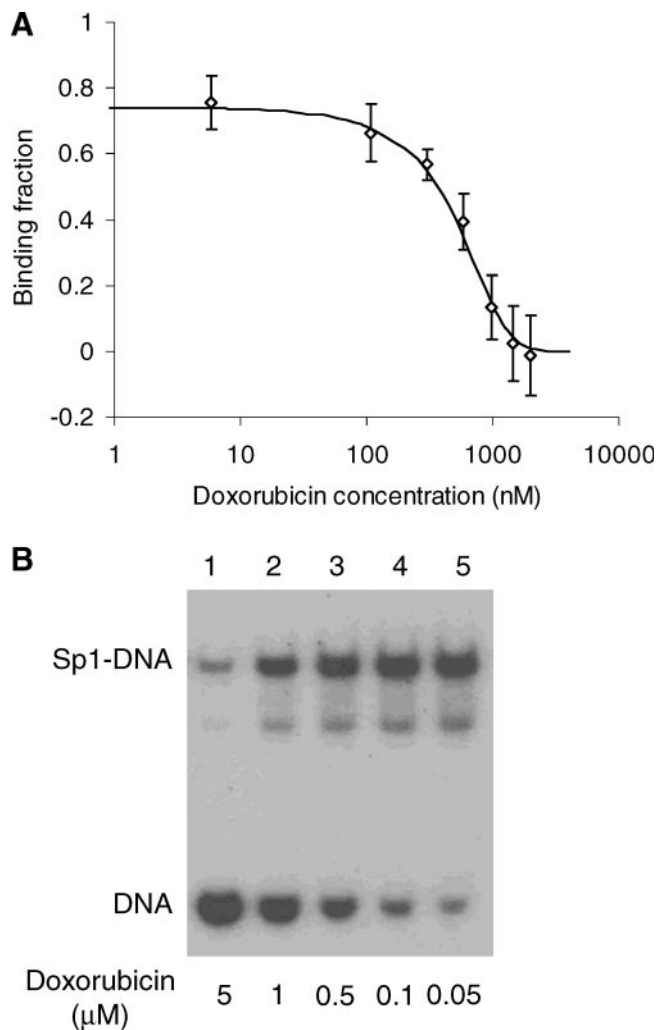 A
1
0.8
0.6
0.4
0.2
0
-0.2
Binding fraction
1 10 100 1000 10000
Doxorubicin concentration (nM)
B
1 2 3 4 5
Sp1-DNA
DNA
Doxorubicin 5 1 0.5 0.1 0.05
(μM)